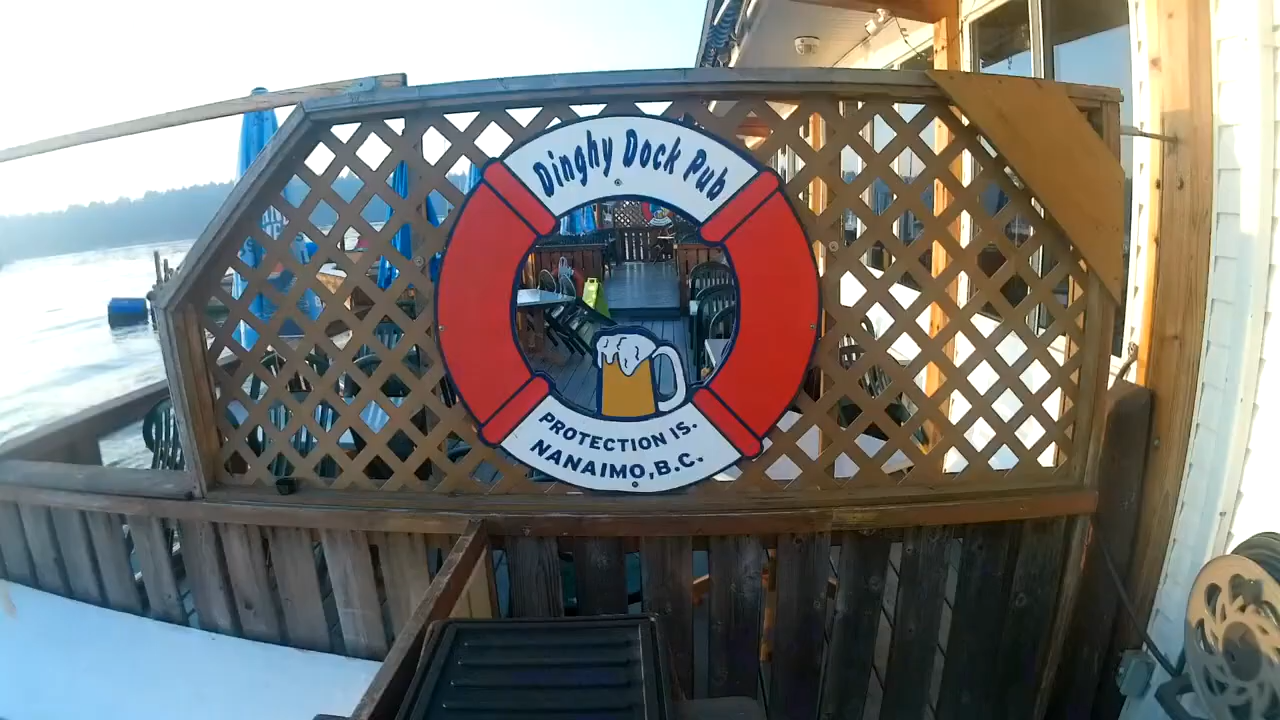 Dinghy Dock Pub
PROTECTION IS.
NANAIMO, B.C.